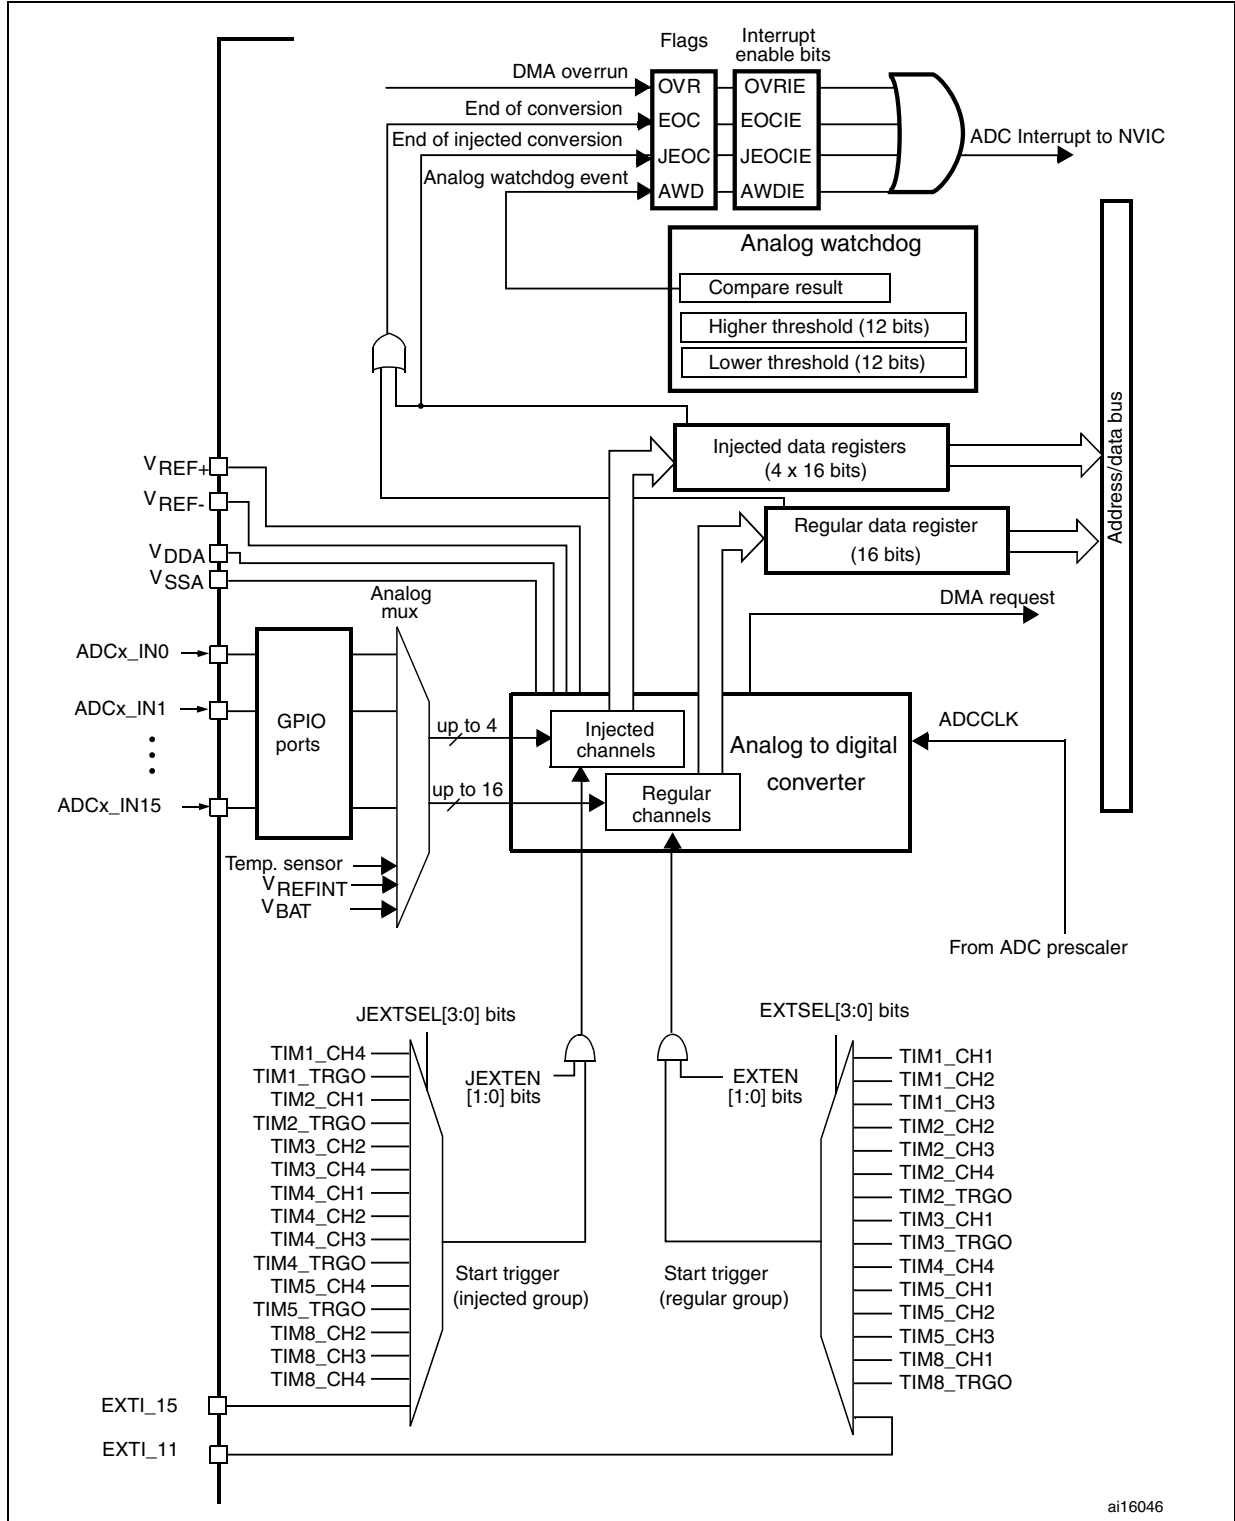 Flags
Interrupt
enable bits
DMA overrun
OVR
OVRIE
End of conversion
EOC
EOCIE
End of injected conversion
JEOC
JEOCIE
ADC Interrupt to NVIC
Analog watchdog event
AWD
AWDIE
Analog watchdog
Compare result
Higher threshold (12 bits)
Lower threshold (12 bits)
Address/data bus
Injected data registers
(4 x 16 bits)
Regular data register
(16 bits)
VREF+
VREF-
VDDA
VSSA
Analog
mux
DMA request
ADCx_IN0
ADCx_IN1
ADCx_IN15
GPIO
ports
up to 4
up to 16
Injected
channels
Regular
channels
Analog to digital
converter
ADCCLK
Temp. sensor
VREFINT
VBAT
From ADC prescaler
JEXTSEL[3:0] bits
EXTSEL[3:0] bits
TIM1_CH4
TIM1_TRGO
TIM2_CH1
TIM2_TRGO
TIM3_CH2
TIM3_CH4
TIM4_CH1
TIM4_CH2
TIM4_CH3
TIM4_TRGO
TIM5_CH4
TIM5_TRGO
TIM8_CH2
TIM8_CH3
TIM8_CH4
JEXTEN
[1:0] bits
EXTEN
[1:0] bits
Start trigger
(injected group)
Start trigger
(regular group)
TIM1_CH1
TIM1_CH2
TIM1_CH3
TIM2_CH2
TIM2_CH3
TIM2_CH4
TIM2_TRGO
TIM3_CH1
TIM3_TRGO
TIM4_CH4
TIM5_CH1
TIM5_CH2
TIM5_CH3
TIM8_CH1
TIM8_TRGO
EXTI_15
EXTI_11
ai16046